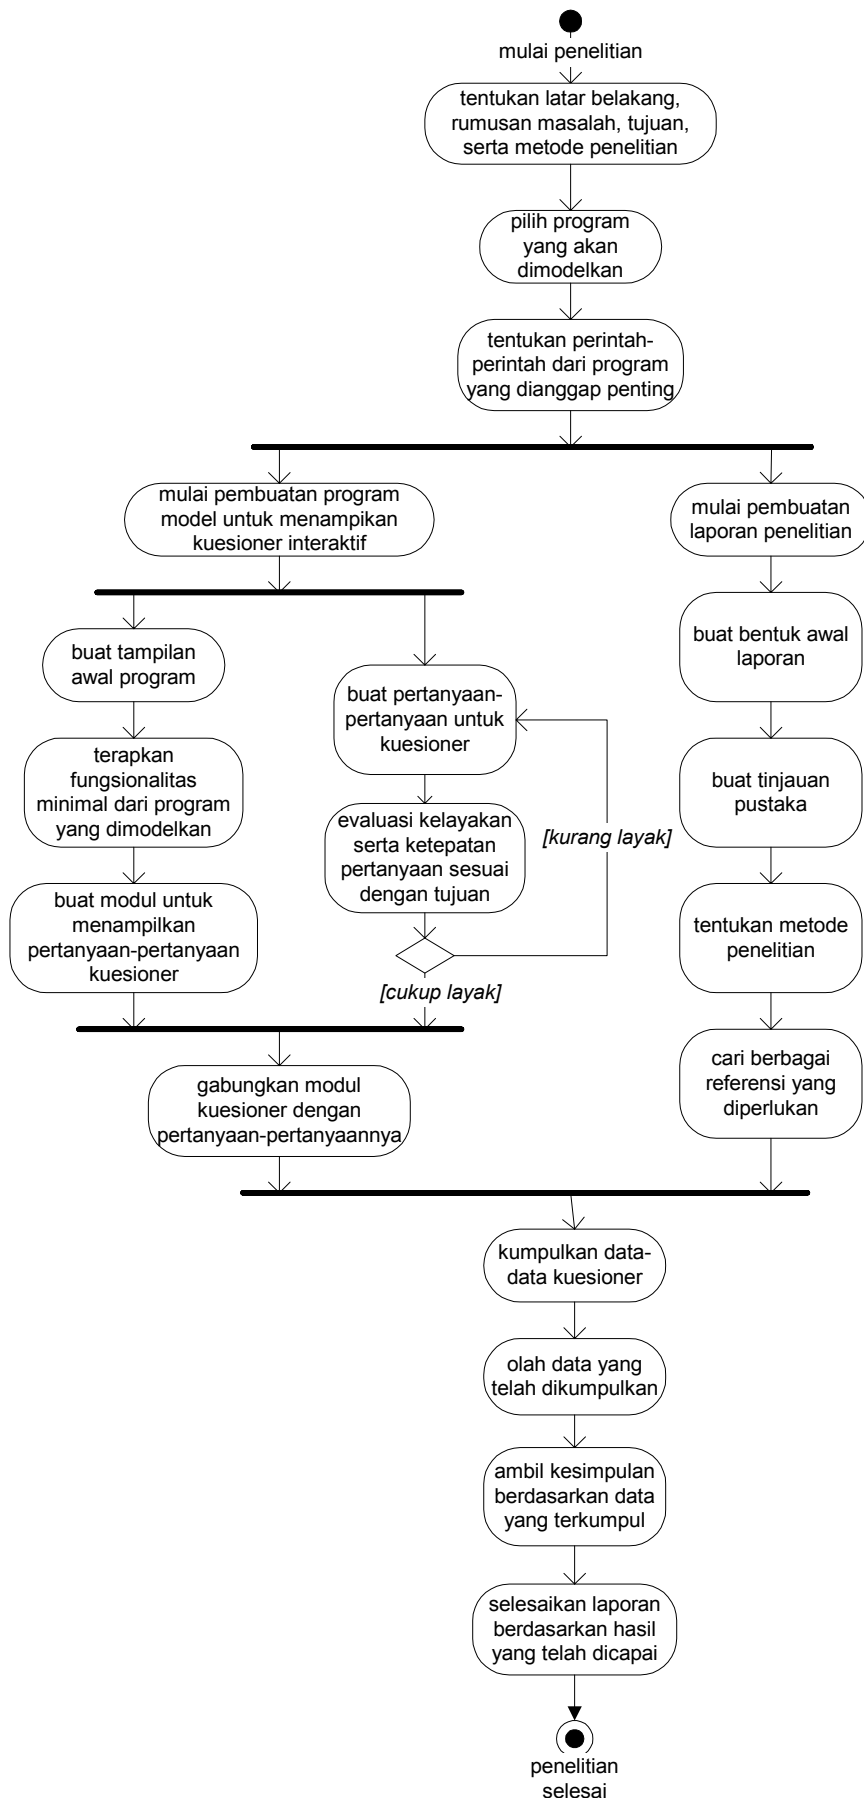 mulai penelitian
tentukan latar belakang,
rumusan masalah, tujuan,
serta metode penelitian
pilih program
yang akan
dimodelkan
tentukan perintah-
perintah dari program
yang dianggap penting
mulai pembuatan program
model untuk menampikan
kuesioner interaktif
mulai pembuatan
laporan penelitian
buat tampilan
awal program
buat pertanyaan-
pertanyaan untuk
kuesioner
buat bentuk awal
laporan
terapkan
fungsionalitas
minimal dari program
yang dimodelkan
evaluasi kelayakan
serta ketepatan
pertanyaan sesuai
dengan tujuan
[kurang layak]
buat tinjauan
pustaka
buat modul untuk
menampilkan
pertanyaan-pertanyaan
kuesioner
[cukup layak]
tentukan metode
penelitian
gabungkan modul
kuesioner dengan
pertanyaan-pertanyaannya
cari berbagai
referensi yang
diperlukan
kumpulkan data-
data kuesioner
olah data yang
telah dikumpulkan
ambil kesimpulan
berdasarkan data
yang terkumpul
selesaikan laporan
berdasarkan hasil
yang telah dicapai
penelitian
selesai